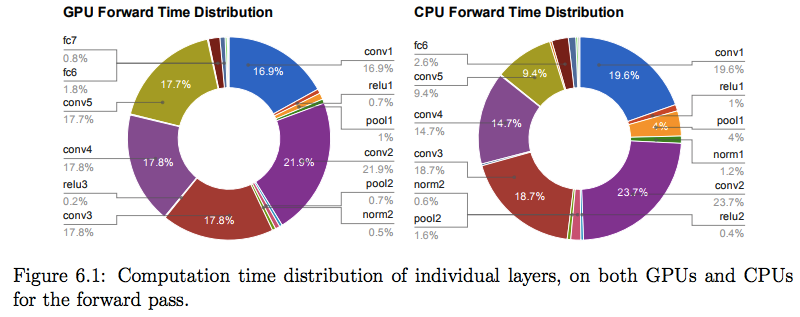 GPU Forward Time Distribution
fc7
0.8%
fc6
1.8%
conv5
17.7%
conv4
17.8%
relu3
0.2%
conv3
17.8%
17.7%
16.9%
17.8%
21.9%
17.8%
conv1
16.9%
relu1
0.7%
pool1
1%
conv2
21.9%
pool2
0.7%
norm2
0.5%
CPU Forward Time Distribution
fc6
2.6%
conv5
9.4%
conv4
14.7%
conv3
18.7%
norm2
0.6%
pool2
1.6%
9.4%
19.6%
4%
14.7%
18.7%
23.7%
conv1
19.6%
relu1
1%
pool1
4%
norm1
1.2%
conv2
23.7%
relu2
0.4%
Figure 6.1: Computation time distribution of individual layers, on both GPUs and CPUs
for the forward pass.